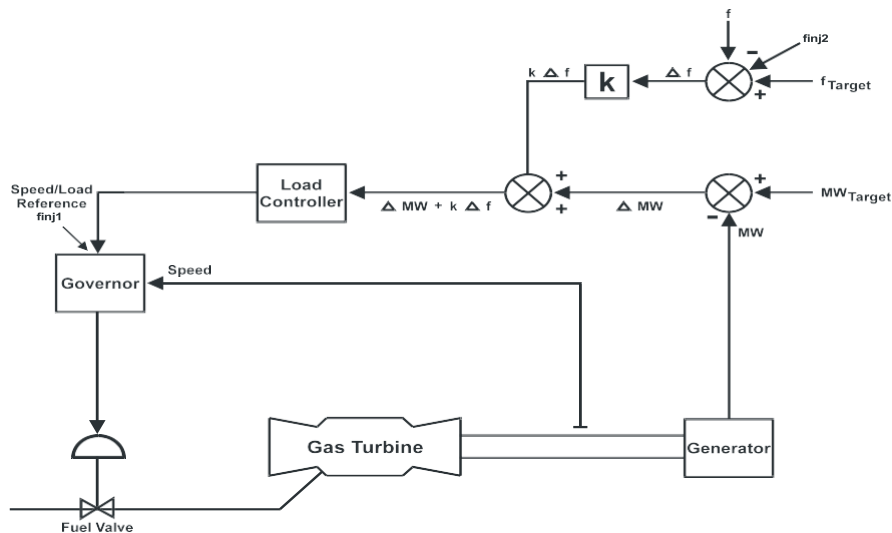 f
−
finj2
k Δ f
k
Δ f
+
f Target
Speed/Load
Reference
finj1
Load
Controller
Δ MW + k Δ f
+
+
Δ MW
+
−
MW Target
MW
Governor
Speed
Gas Turbine
Generator
Fuel Valve